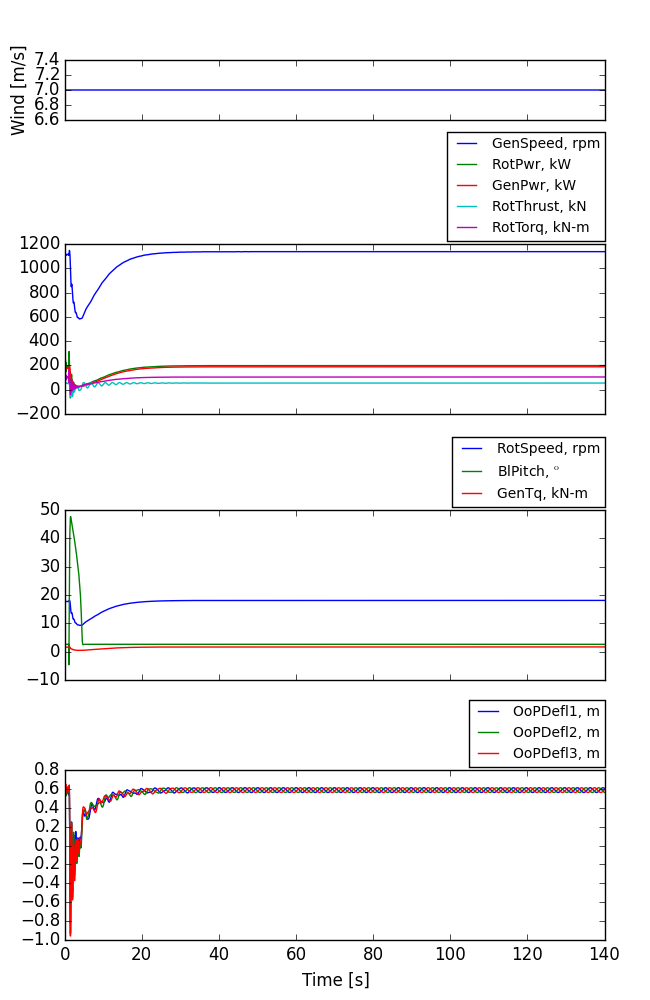 Wind [m/s]
7.4
7.2
7.0
6.8
6.6
GenSpeed, rpm
RotPwr, kW
GenPwr, kW
RotThrust, kN
RotTorq, kN-m
1200
1000
800
600
400
200
0
−200
RotSpeed, rpm
BlPitch, °
GenTq, kN-m
50
40
30
20
10
0
−10
OoPDefl1, m
OoPDefl2, m
OoPDefl3, m
0.8
0.6
0.4
0.2
0.0
−0.2
−0.4
−0.6
−0.8
−1.0
0 20 40 60 80 100 120 140
Time [s]